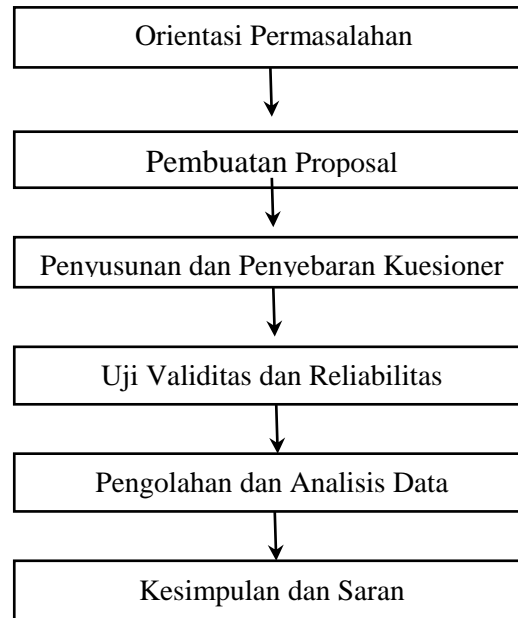 Orientasi Permasalahan
Pembuatan Proposal
Penyusunan dan Penyebaran Kuesioner
Uji Validitas dan Reliabilitas
Pengolahan dan Analisis Data
Kesimpulan dan Saran